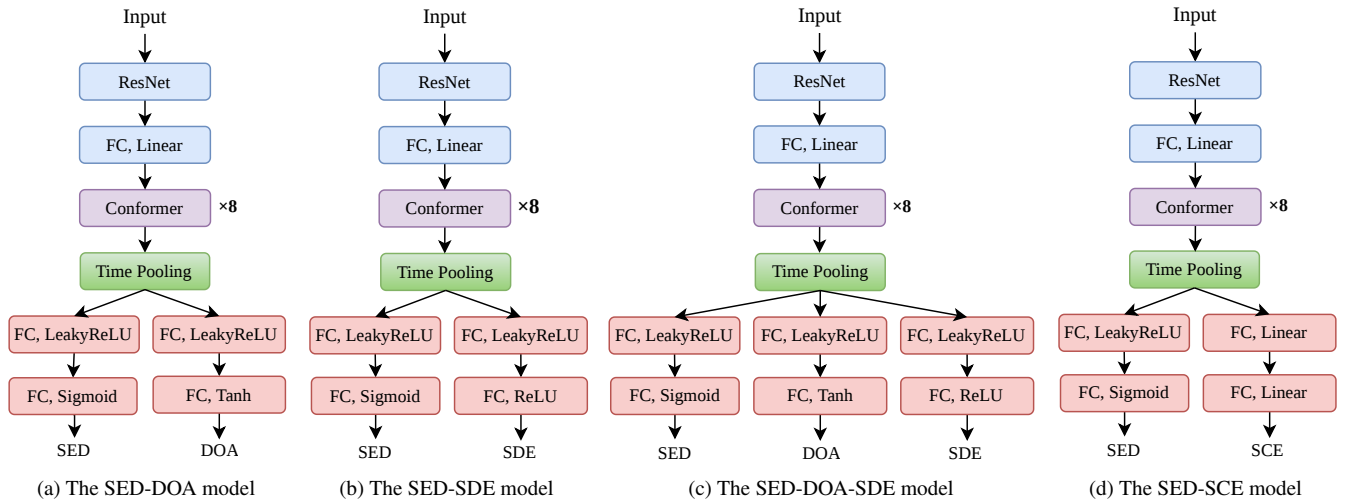 Input
ResNet
FC, Linear
Conformer
×8
Time Pooling
FC, LeakyReLU
FC, LeakyReLU
FC, Sigmoid
FC, Tanh
SED
DOA
(a) The SED-DOA model
Input
ResNet
FC, Linear
Conformer
×8
Time Pooling
FC, LeakyReLU
FC, LeakyReLU
FC, Sigmoid
FC, ReLU
SED
SDE
(b) The SED-SDE model
Input
ResNet
FC, Linear
Conformer
×8
Time Pooling
FC, LeakyReLU
FC, LeakyReLU
FC, LeakyReLU
FC, Sigmoid
FC, Tanh
FC, ReLU
SED
DOA
SDE
(c) The SED-DOA-SDE model
Input
ResNet
FC, Linear
Conformer
×8
Time Pooling
FC, LeakyReLU
FC, Linear
FC, Sigmoid
FC, Linear
SED
SCE
(d) The SED-SCE model